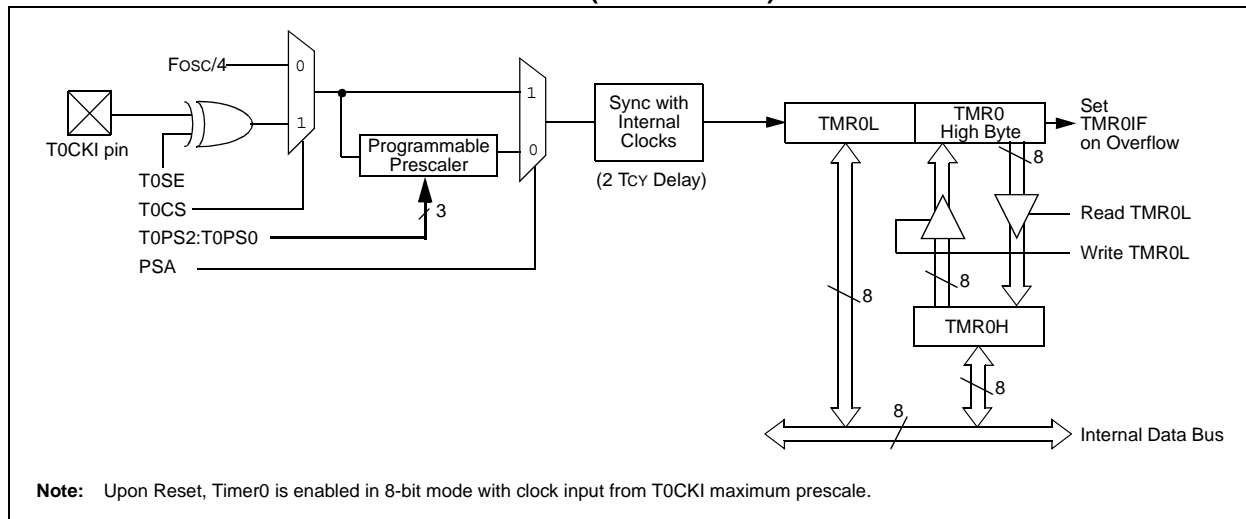 FOSC/4
0
1
T0CKI pin
T0SE
T0CS
T0PS2:T0PS0
PSA
Programmable
Prescaler
3
1
0
Sync with
Internal
Clocks
(2 TCY Delay)
TMR0L
TMR0
High Byte
Set
TMR0IF
on Overflow
8
Read TMR0L
Write TMR0L
8
8
TMR0H
8
8
Internal Data Bus
Note: Upon Reset, Timer0 is enabled in 8-bit mode with clock input from T0CKI maximum prescale.